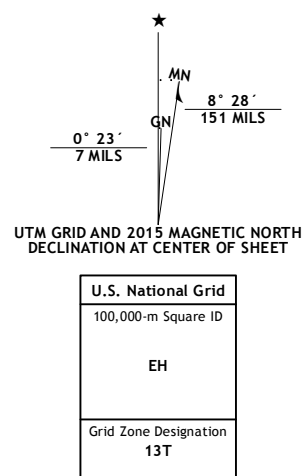 ★
MN
GN
8° 28´
151 MILS
0° 23´
7 MILS
UTM GRID AND 2015 MAGNETIC NORTH
DECLINATION AT CENTER OF SHEET
U.S. National Grid
100,000-m Square ID
EH
Grid Zone Designation
13T